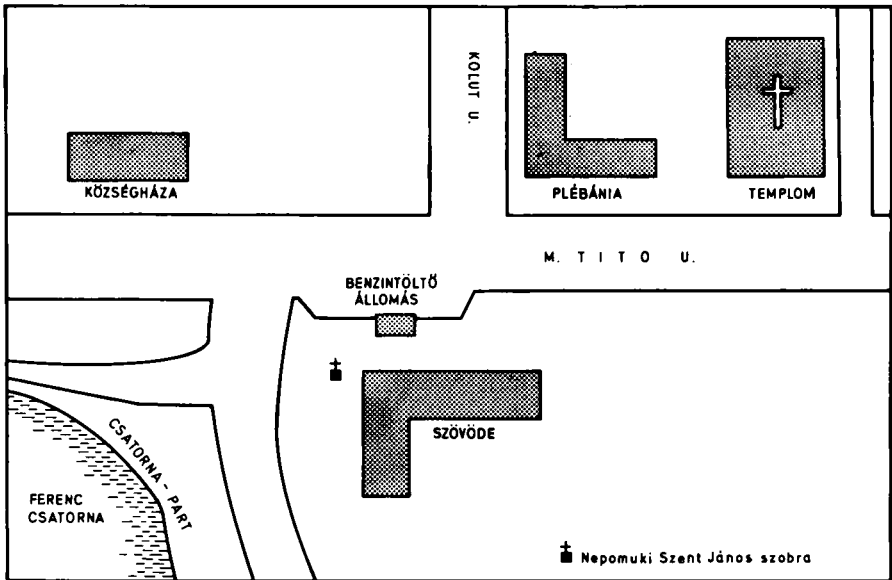 KOLUT U.
KÖZSÉGHÁZA
PLÉBÁNIA
TEMPLOM
M. TITO U.
BENZINTÖLTŐ
ÁLLOMÁS
SZÖVÖDE
CSATORNA-PART
FERENC
CSATORNA
Nepomuki Szent János szobra